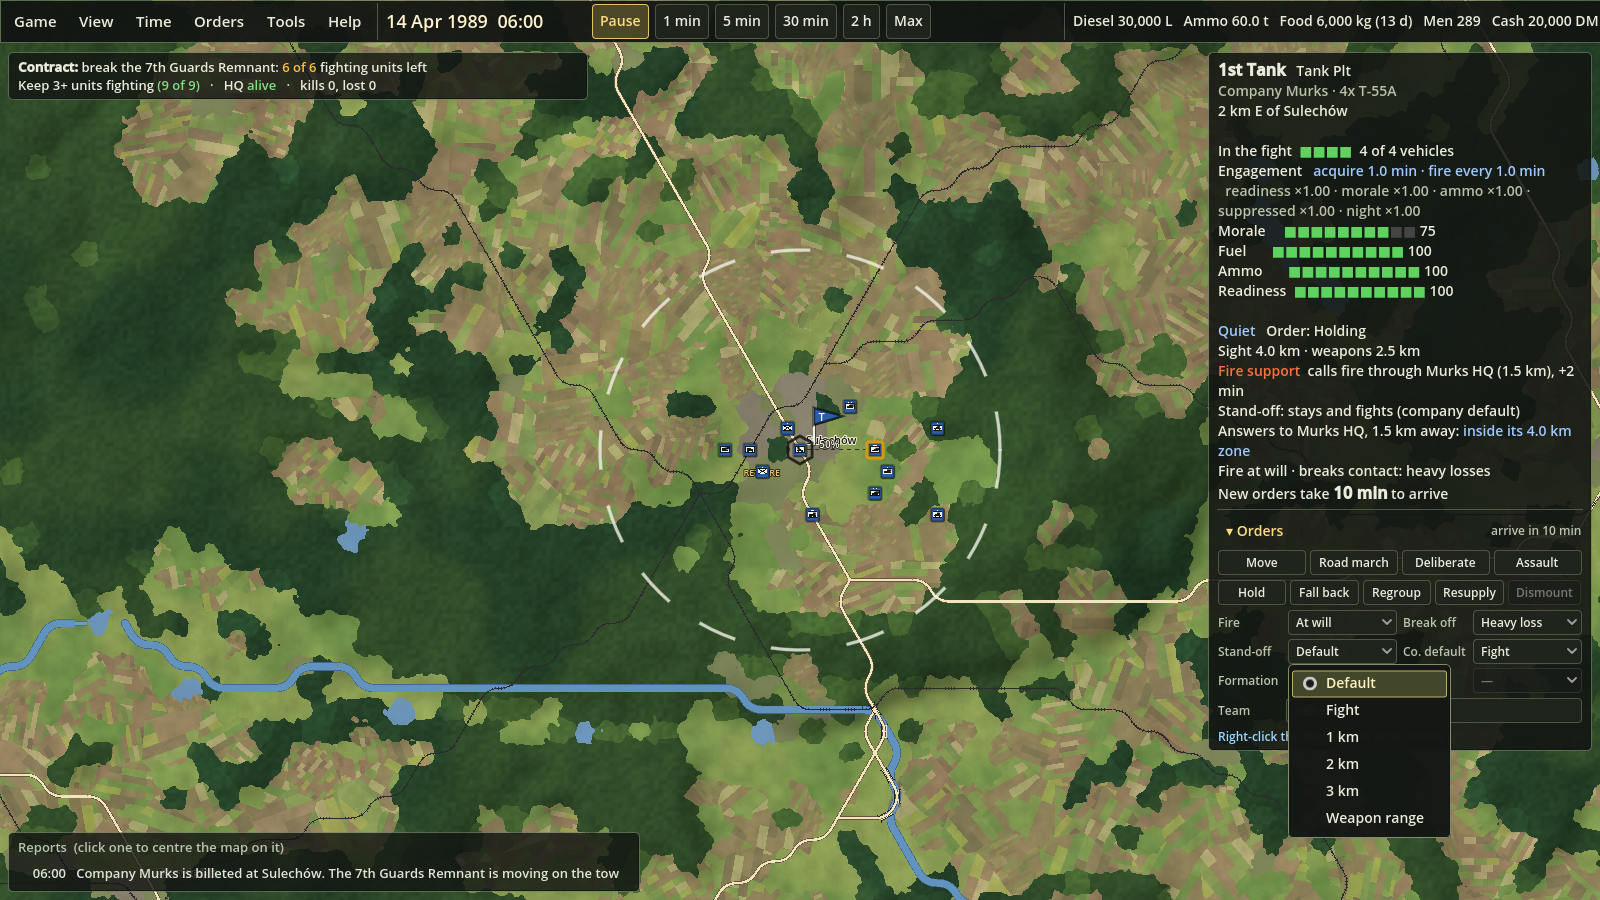 Game View Time Orders Tools Help 14 Apr 1989 06:00 Pause 1 min 5 min 30 min 2 h Max Diesel 30,000 L Ammo 60.0 t Food 6,000 kg (13 d) Men 289 Cash 20,000 DM
Contract: break the 7th Guards Remnant: 6 of 6 fighting units left
Keep 3+ units fighting (9 of 9) · HQ alive · kills 0, lost 0
1st Tank Tank Plt
Company Murks · 4x T-55A
2 km E of Sulechów
In the fight 4 of 4 vehicles
Engagement acquire 1.0 min · fire every 1.0 min
readiness ×1.00 · morale ×1.00 · ammo ×1.00 ·
suppressed ×1.00 · night ×1.00
Morale 75
Fuel 100
Ammo 100
Readiness 100
Quiet Order: Holding
Sight 4.0 km · weapons 2.5 km
Fire support calls fire through Murks HQ (1.5 km), +2
min
Stand-off: stays and fights (company default)
Answers to Murks HQ, 1.5 km away: inside its 4.0 km
zone
Fire at will · breaks contact: heavy losses
New orders take 10 min to arrive
▾ Orders arrive in 10 min
Move Road march Deliberate Assault
Hold Fall back Regroup Resupply Dismount
Fire At will Break off Heavy loss
Stand-off Default Co. default Fight
Formation —
Team
Right-click th
Default
Fight
1 km
2 km
3 km
Weapon range
T
RE RE
Reports (click one to centre the map on it)
06:00 Company Murks is billeted at Sulechów. The 7th Guards Remnant is moving on the tow